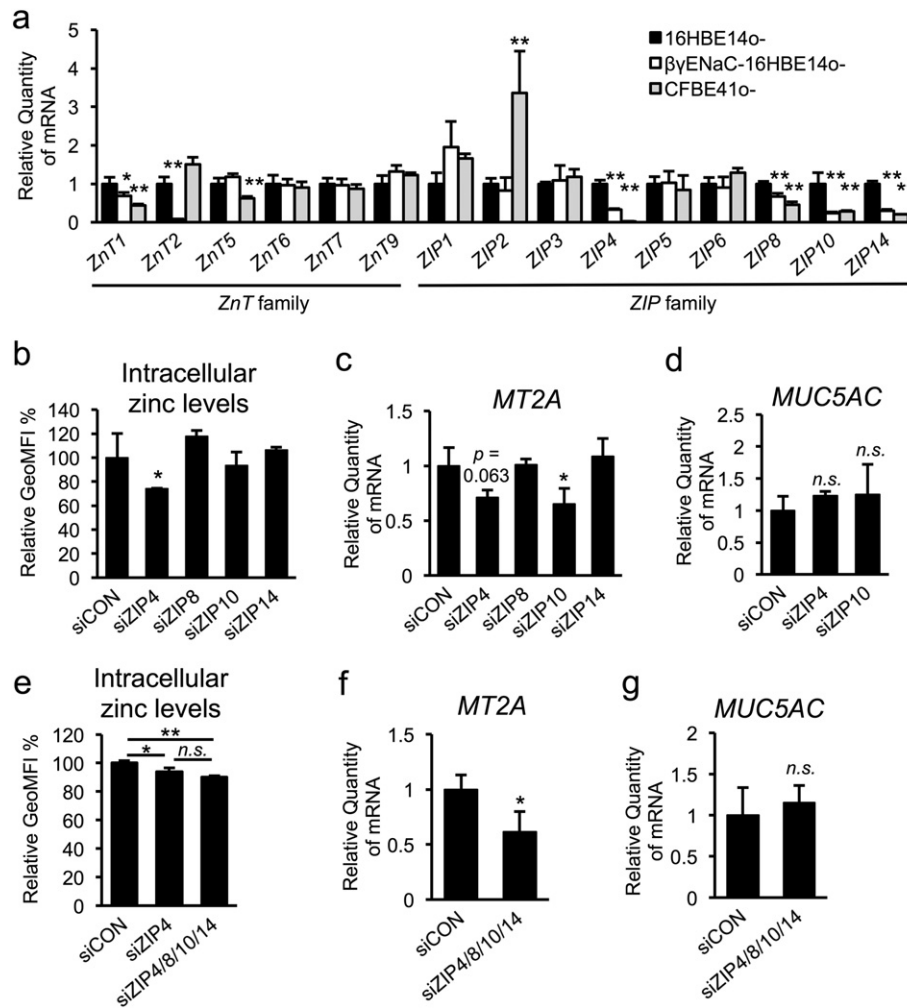 a
Relative Quantity
of mRNA
5
4
3
2
1
0
16HBE14o-
βγENaC-16HBE14o-
CFBE41o-
* ** ** ** ** ** ** ** ** ** ** ** ** *
ZnT1 ZnT2 ZnT5 ZnT6 ZnT7 ZnT9 ZIP1 ZIP2 ZIP3 ZIP4 ZIP5 ZIP6 ZIP8 ZIP10 ZIP14
ZnT family ZIP family
b
Intracellular
zinc levels
Relative GeoMFI %
140
120
100
80
60
40
20
0
*
siCON siZIP4 siZIP8 siZIP10 siZIP14
c
MT2A
Relative Quantity
of mRNA
1.5
1
0.5
0
p =
0.063
*
siCON siZIP4 siZIP8 siZIP10 siZIP14
d
MUC5AC
Relative Quantity
of mRNA
2.5
2
1.5
1
0.5
0
n.s. n.s.
siCON siZIP4 siZIP10
e
Intracellular
zinc levels
Relative GeoMFI %
120
100
80
60
40
20
0
**
* n.s.
siCON siZIP4 siZIP4/8/10/14
f
MT2A
Relative Quantity
of mRNA
1.5
1
0.5
0
*
siCON siZIP4/8/10/14
g
MUC5AC
Relative Quantity
of mRNA
2
1.5
1
0.5
0
n.s.
siCON siZIP4/8/10/14